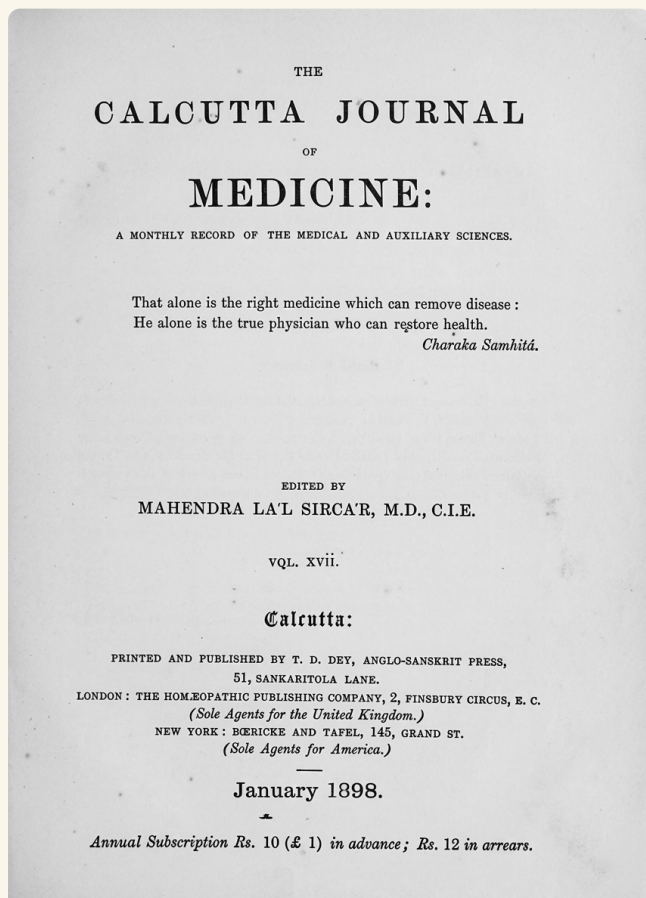 THE
CALCUTTA JOURNAL
OF
MEDICINE:
A MONTHLY RECORD OF THE MEDICAL AND AUXILIARY SCIENCES.
That alone is the right medicine which can remove disease :
He alone is the true physician who can restore health.
Charaka Samhitá.
EDITED BY
MAHENDRA LA'L SIRCA'R, M.D., C.I.E.
VOL. XVII.
Calcutta:
PRINTED AND PUBLISHED BY T. D. DEY, ANGLO-SANSKRIT PRESS,
51, SANKARITOLA LANE.
LONDON : THE HOMÆOPATHIC PUBLISHING COMPANY, 2, FINSBURY CIRCUS, E. C.
(Sole Agents for the United Kingdom.)
NEW YORK : BŒRICKE AND TAFEL, 145, GRAND ST.
(Sole Agents for America.)
January 1898.
Annual Subscription Rs. 10 (£ 1) in advance ; Rs. 12 in arrears.